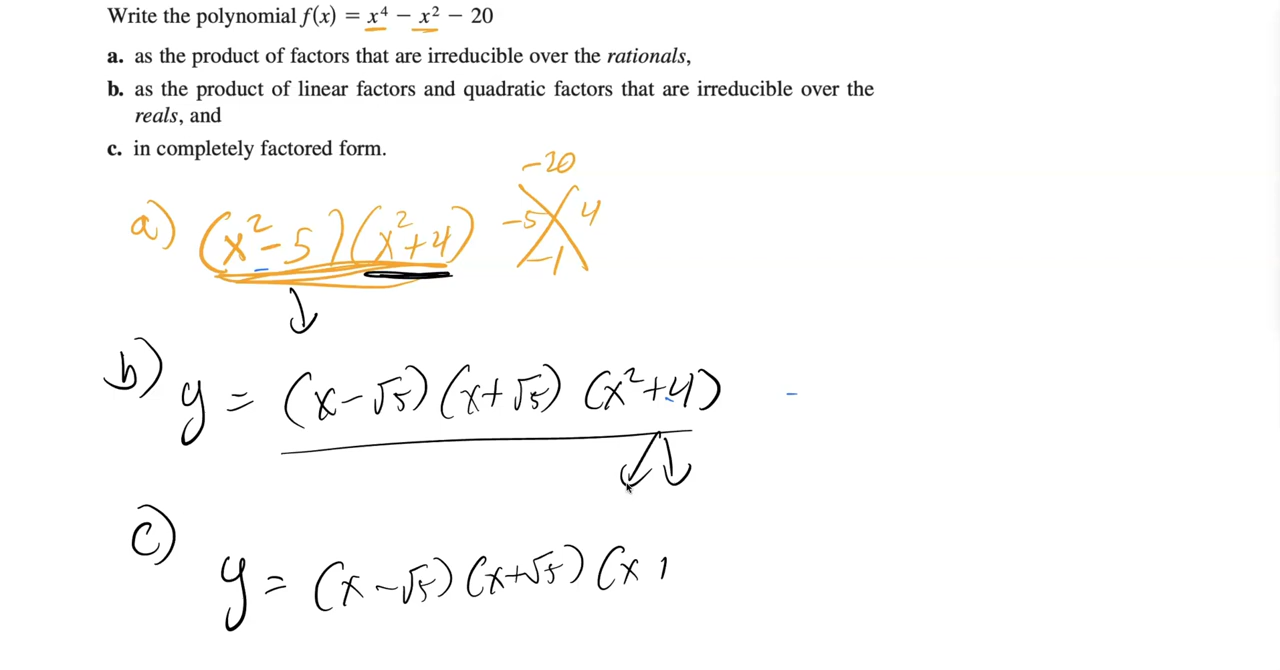 Write the polynomial f(x) = x⁴ − x² − 20
a. as the product of factors that are irreducible over the rationals,
b. as the product of linear factors and quadratic factors that are irreducible over the
reals, and
c. in completely factored form.
-20
a) (x²-5)(x²+4) -5 4
-1
b) y = (x-√5)(x+√5)(x²+4)
c)
y = (x-√5)(x+√5)(x